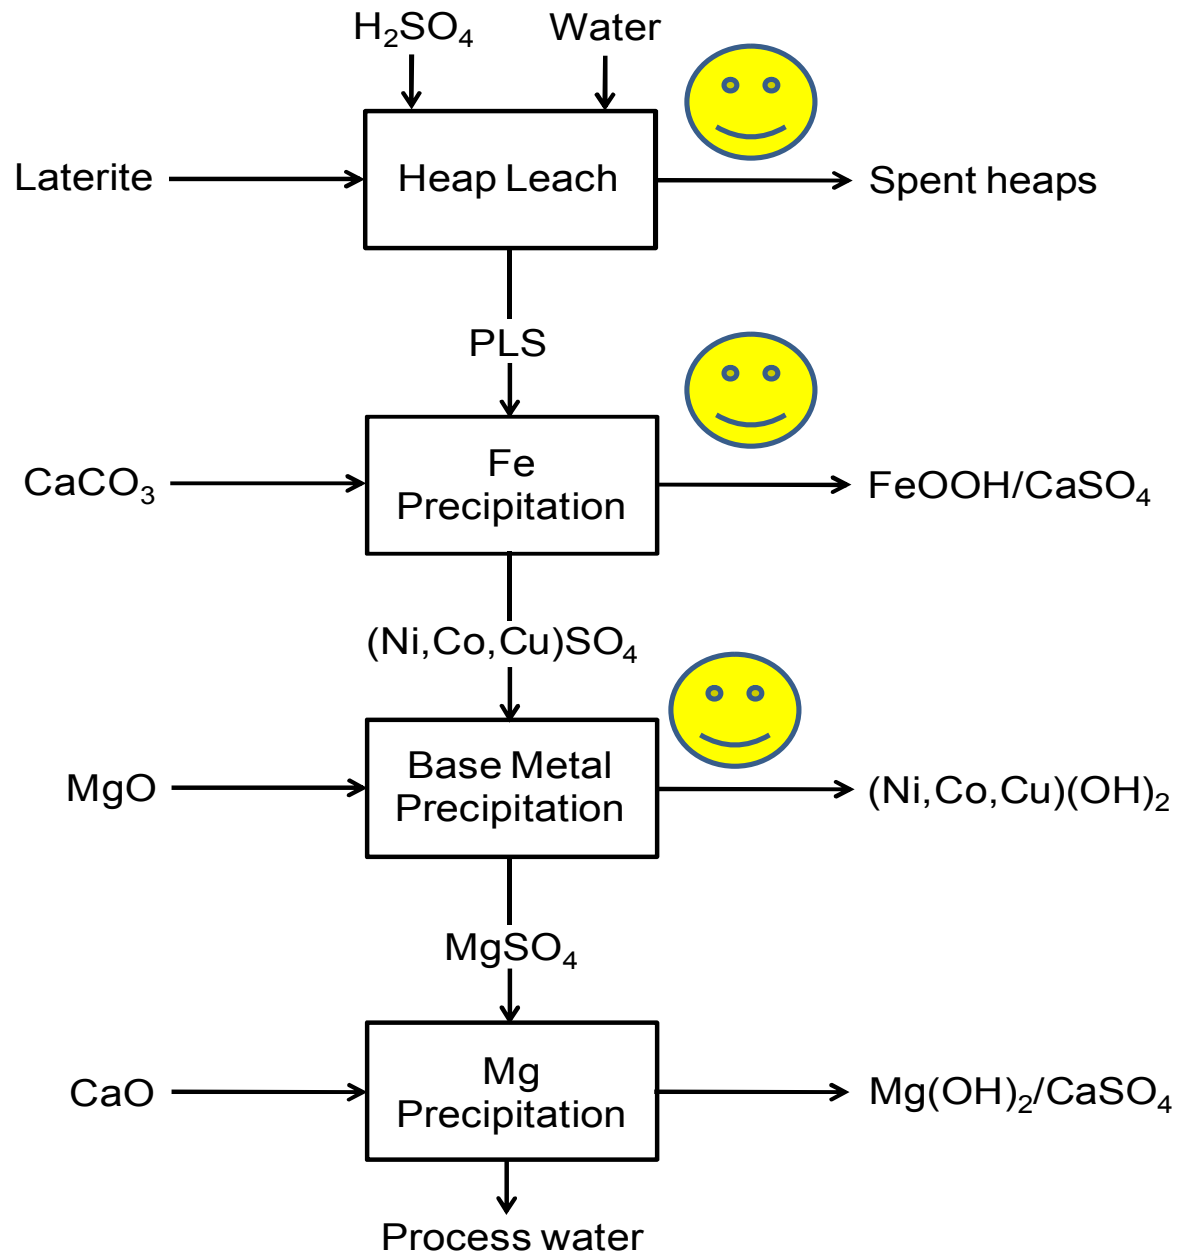 H₂SO₄ Water
Laterite Heap Leach Spent heaps
PLS
CaCO₃ Fe Precipitation FeOOH/CaSO₄
(Ni,Co,Cu)SO₄
MgO Base Metal Precipitation (Ni,Co,Cu)(OH)₂
MgSO₄
CaO Mg Precipitation Mg(OH)₂/CaSO₄
Process water